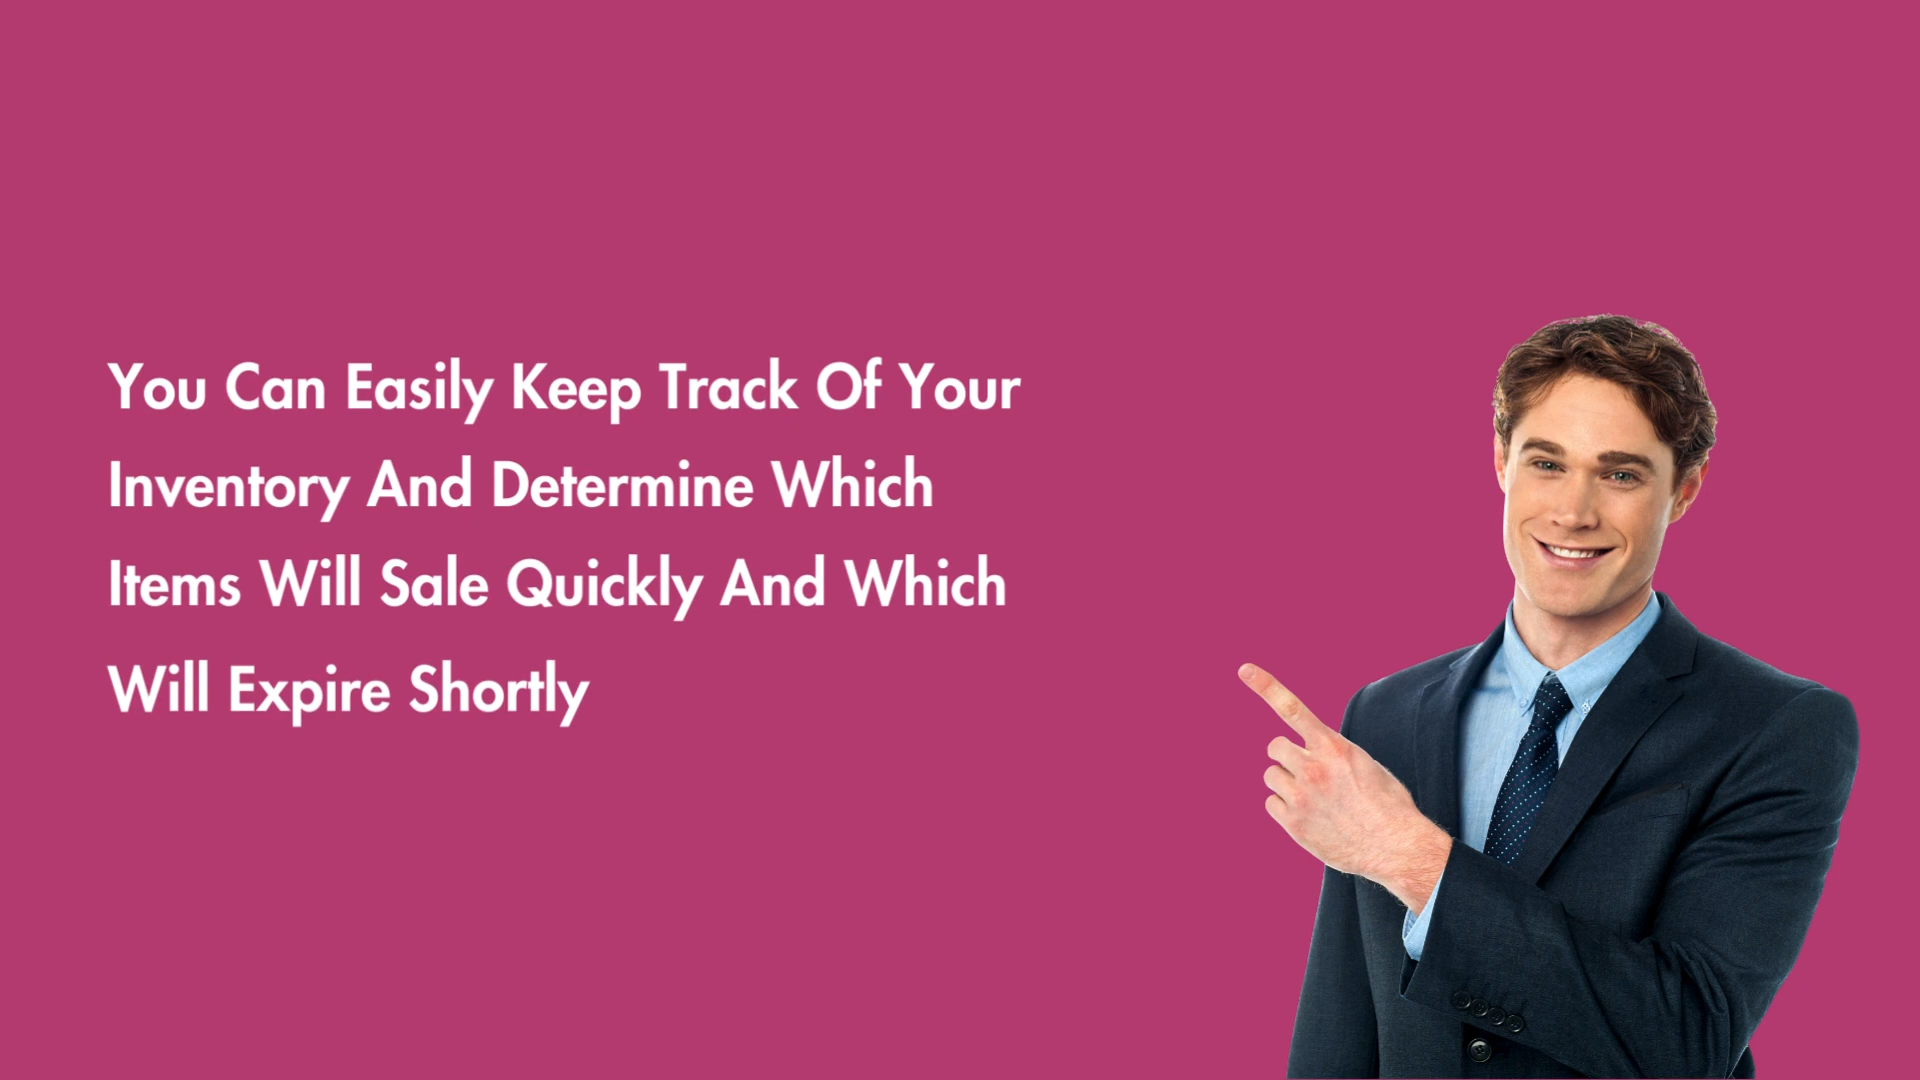 You Can Easily Keep Track Of Your
Inventory And Determine Which
Items Will Sale Quickly And Which
Will Expire Shortly